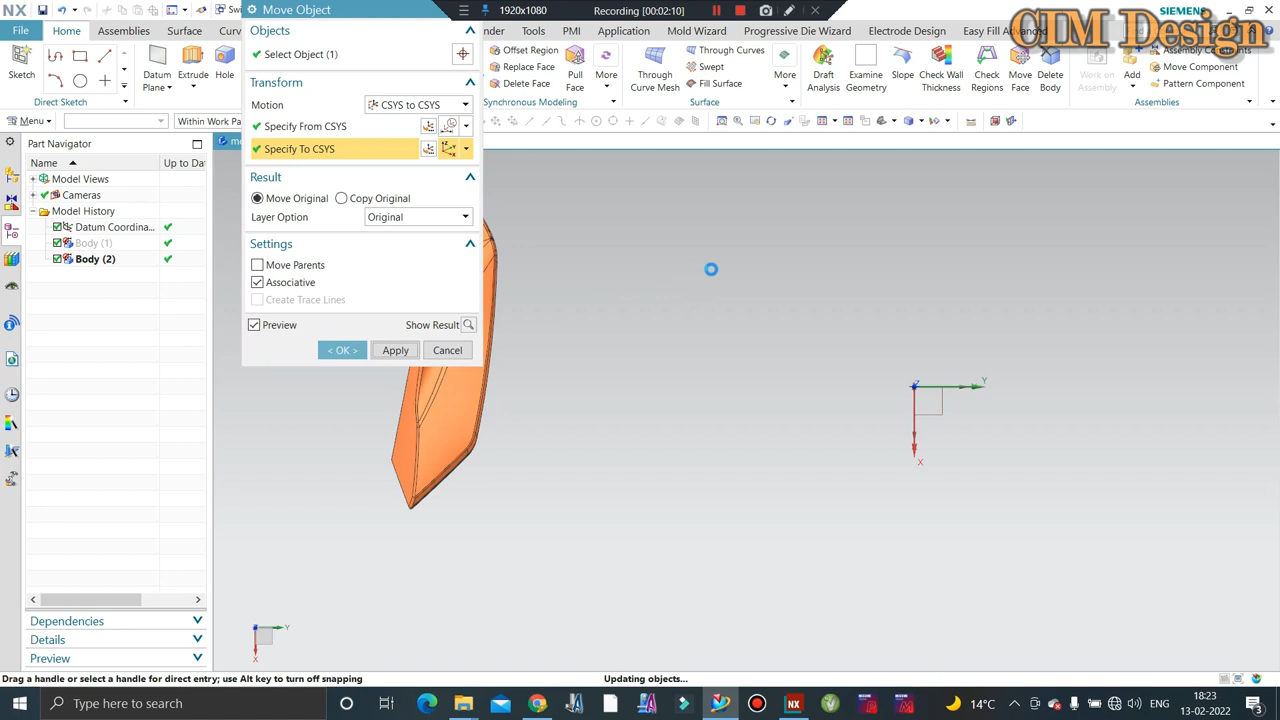 NX
Swi
Move Object
1920x1080
Recording [00:02:10]
SIEMENS
CIM Design
File
Home
Assemblies
Surface
Curv
nder
Tools
PMI
Application
Mold Wizard
Progressive Die Wizard
Electrode Design
Easy Fill Advanced
Sketch
Datum
Plane
Extrude
Hole
Offset Region
Replace Face
Delete Face
Pull
Face
More
Through
Curve Mesh
Through Curves
Swept
Fill Surface
More
Draft
Analysis
Examine
Geometry
Slope
Check Wall
Thickness
Check
Regions
Move
Face
Delete
Body
Work on
Assembly
Add
Assembly Constraints
Move Component
Pattern Component
Direct Sketch
Synchronous Modeling
Surface
Assemblies
Menu
Within Work Pa
Part Navigator
Name
Up to Da
Model Views
Cameras
Model History
Datum Coordina...
Body (1)
Body (2)
Dependencies
Details
Preview
Objects
Select Object (1)
Transform
Motion
CSYS to CSYS
Specify From CSYS
Specify To CSYS
Result
Move Original
Copy Original
Layer Option
Original
Settings
Move Parents
Associative
Create Trace Lines
Preview
Show Result
< OK >
Apply
Cancel
Z
Y
X
Y
X
Drag a handle or select a handle for direct entry; use Alt key to turn off snapping
Updating objects...
Type here to search
14°C
ENG
18:23
13-02-2022
3